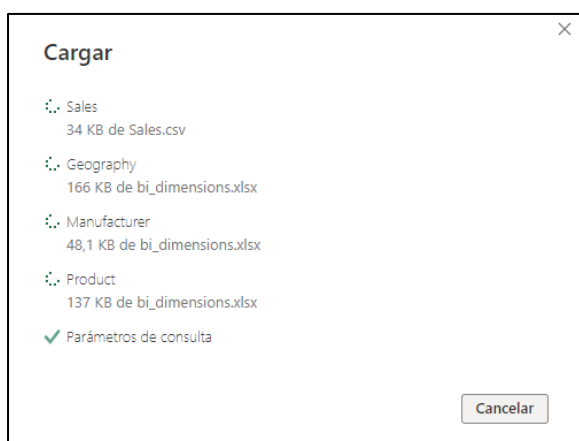 Cargar
Sales
34 KB de Sales.csv
Geography
166 KB de bi_dimensions.xlsx
Manufacturer
48,1 KB de bi_dimensions.xlsx
Product
137 KB de bi_dimensions.xlsx
Parámetros de consulta
Cancelar